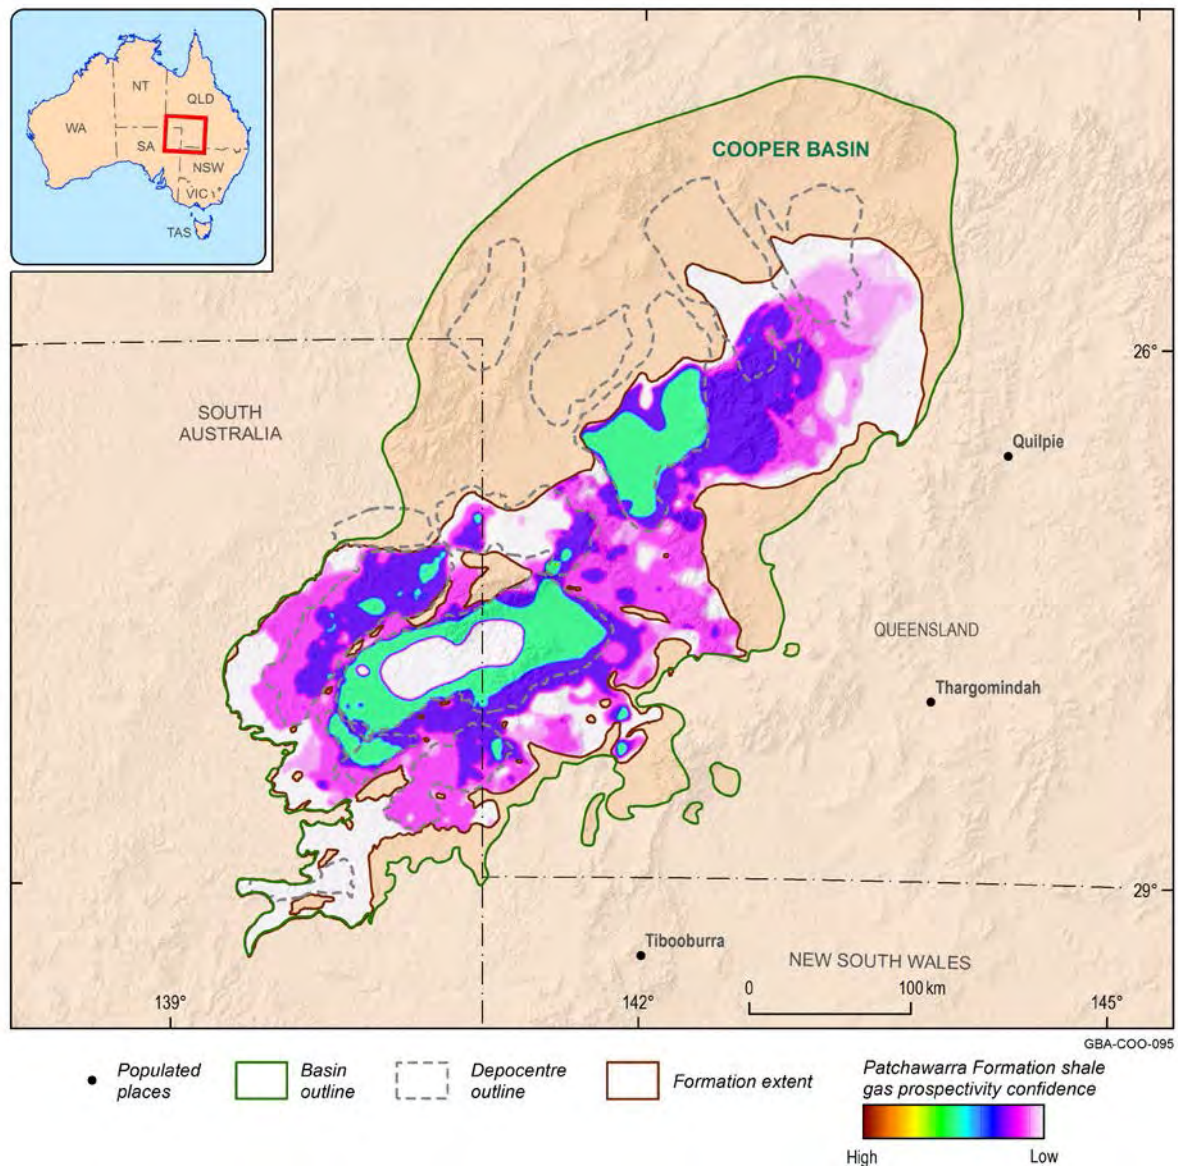 NT
QLD
WA
SA
NSW
VIC
TAS
COOPER BASIN
26°
SOUTH
AUSTRALIA
Quilpie
QUEENSLAND
Thargomindah
29°
Tibooburra
NEW SOUTH WALES
0
100 km
139°
142°
145°
GBA-COO-095
Populated
places
Basin
outline
Depocentre
outline
Formation extent
Patchawarra Formation shale
gas prospectivity confidence
High
Low